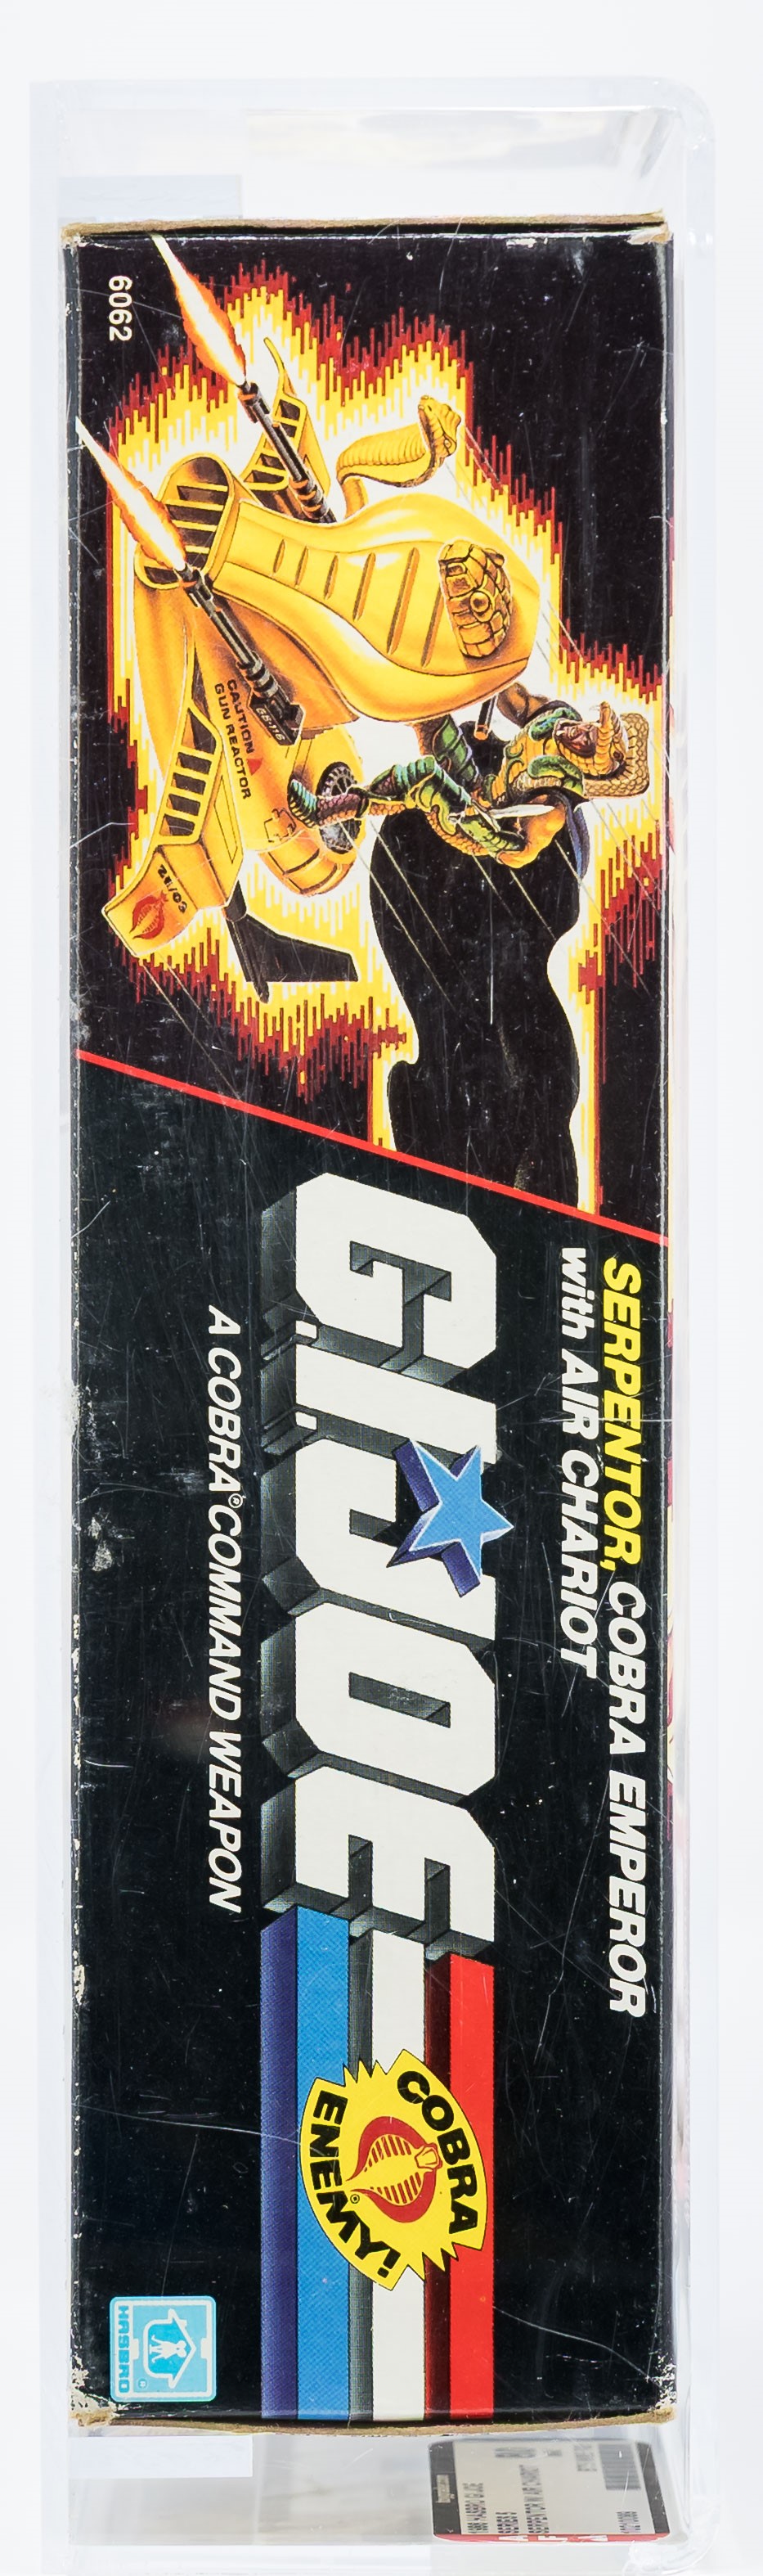 6062
CAUTION
GUN REACTOR
SERPENTOR, COBRA EMPEROR
with AIR CHARIOT
G.I. JOE
A COBRA® COMMAND WEAPON
COBRA
ENEMY!
®
HASBRO
®